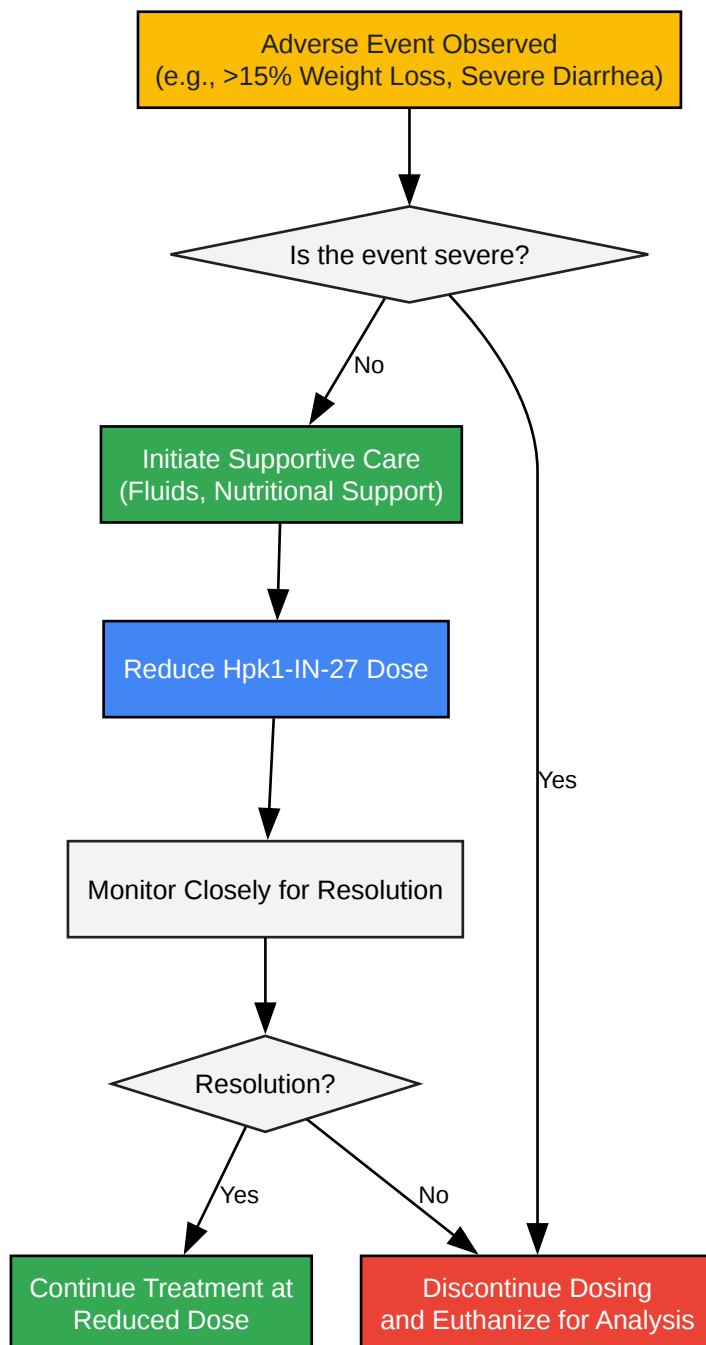 Adverse Event Observed
(e.g., >15% Weight Loss, Severe Diarrhea)
Is the event severe?
No
Initiate Supportive Care
(Fluids, Nutritional Support)
Reduce Hpk1-IN-27 Dose
Yes
Monitor Closely for Resolution
Resolution?
Yes
No
Continue Treatment at
Reduced Dose
Discontinue Dosing
and Euthanize for Analysis